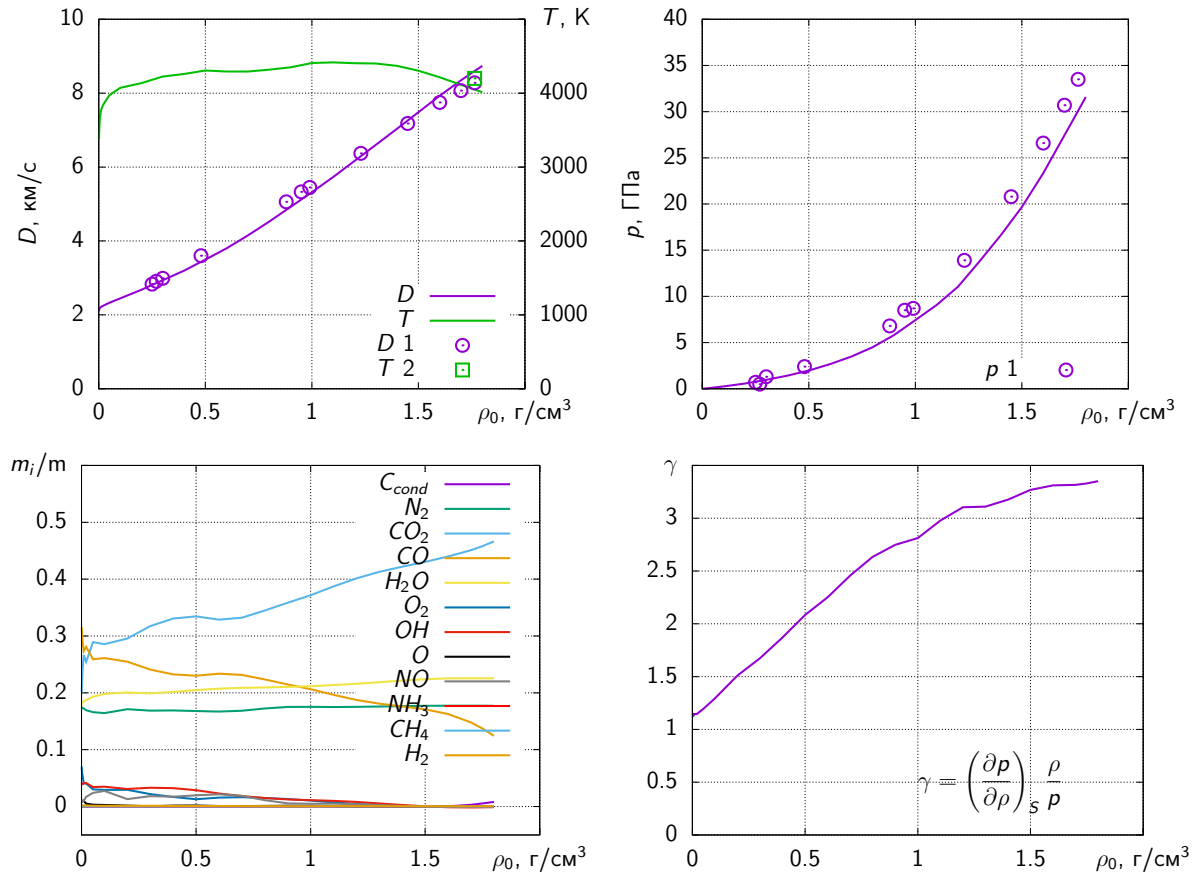 10
8
6
4
2
0
D, км/с
T, K
4000
3000
2000
1000
0
D
T
D 1
T 2
0 0.5 1 1.5 ρ₀, г/см³
40
35
30
25
20
15
10
5
0
p, ГПа
p 1
0 0.5 1 1.5 ρ₀, г/см³
mᵢ/m
0.5
0.4
0.3
0.2
0.1
0
C_cond
N₂
CO₂
CO
H₂O
O₂
OH
O
NO
NH₃
CH₄
H₂
0 0.5 1 1.5 ρ₀, г/см³
γ
3
2.5
2
1.5
1
0.5
0
γ = (∂p/∂ρ)_S ρ/p
0 0.5 1 1.5 ρ₀, г/см³